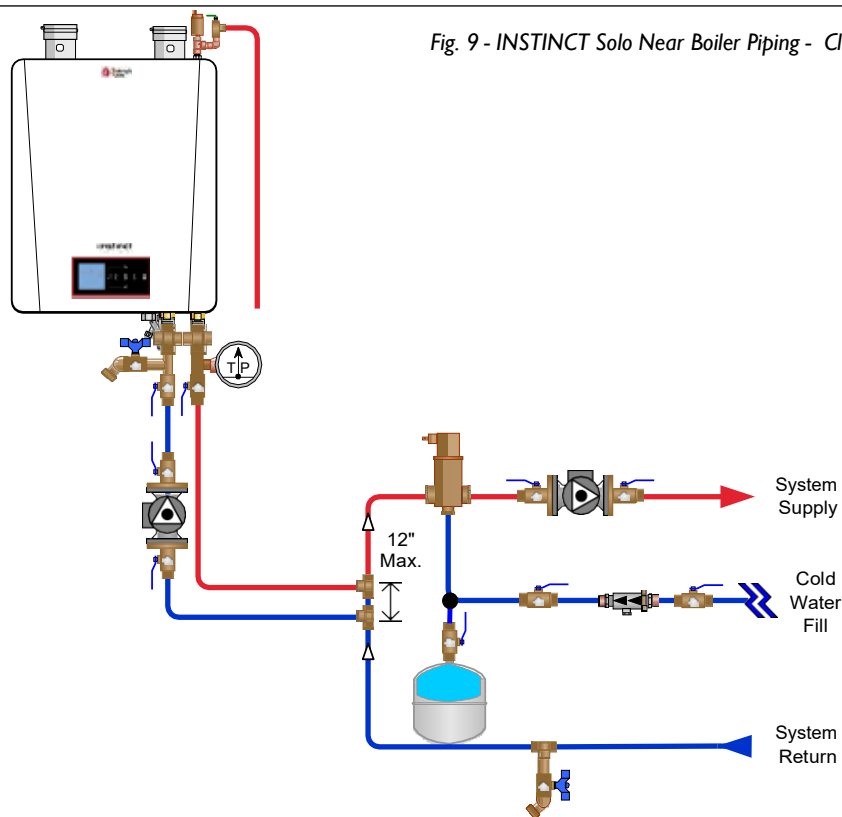 Fig. 9 - INSTINCT Solo Near Boiler Piping - Cl
INSTINCT
T P
12"
Max.
System
Supply
Cold
Water
Fill
System
Return